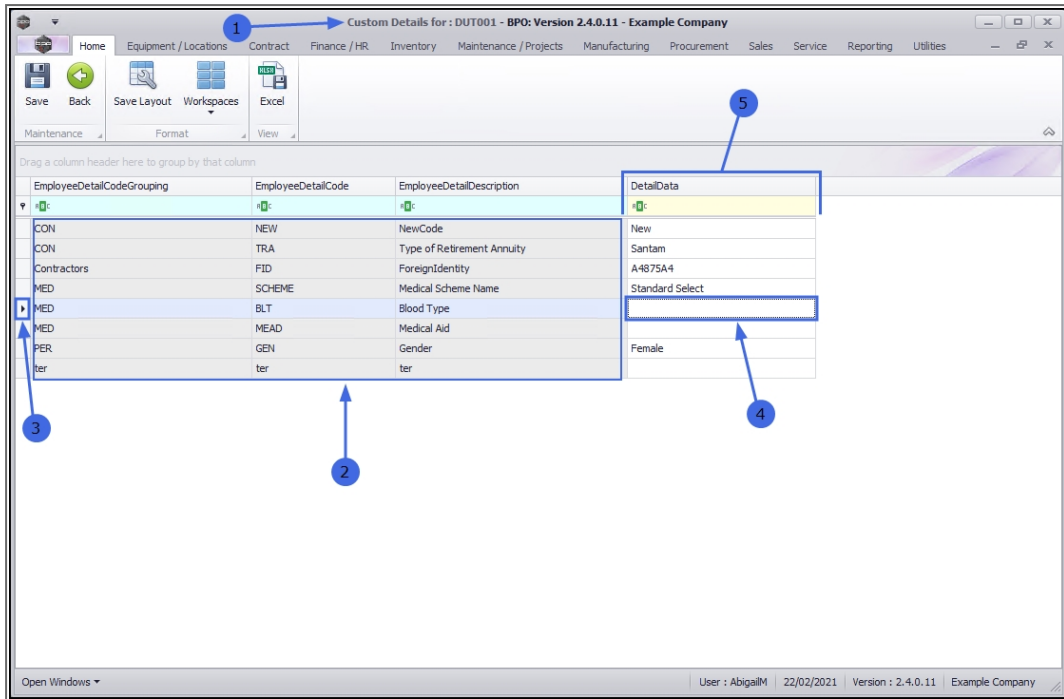 Custom Details for : DUT001 - BPO: Version 2.4.0.11 - Example Company
1
Home Equipment / Locations Contract Finance / HR Inventory Maintenance / Projects Manufacturing Procurement Sales Service Reporting Utilities
Save Back Save Layout Workspaces Excel
Maintenance Format View
5
Drag a column header here to group by that column
EmployeeDetailCodeGrouping EmployeeDetailCode EmployeeDetailDescription DetailData
CON NEW NewCode New
CON TRA Type of Retirement Annuity Santam
Contractors FID ForeignIdentity A4875A4
MED SCHEME Medical Scheme Name Standard Select
MED BLT Blood Type
MED MEAD Medical Aid
PER GEN Gender Female
ter ter ter
3
4
2
Open Windows User : AbigailM 22/02/2021 Version : 2.4.0.11 Example Company